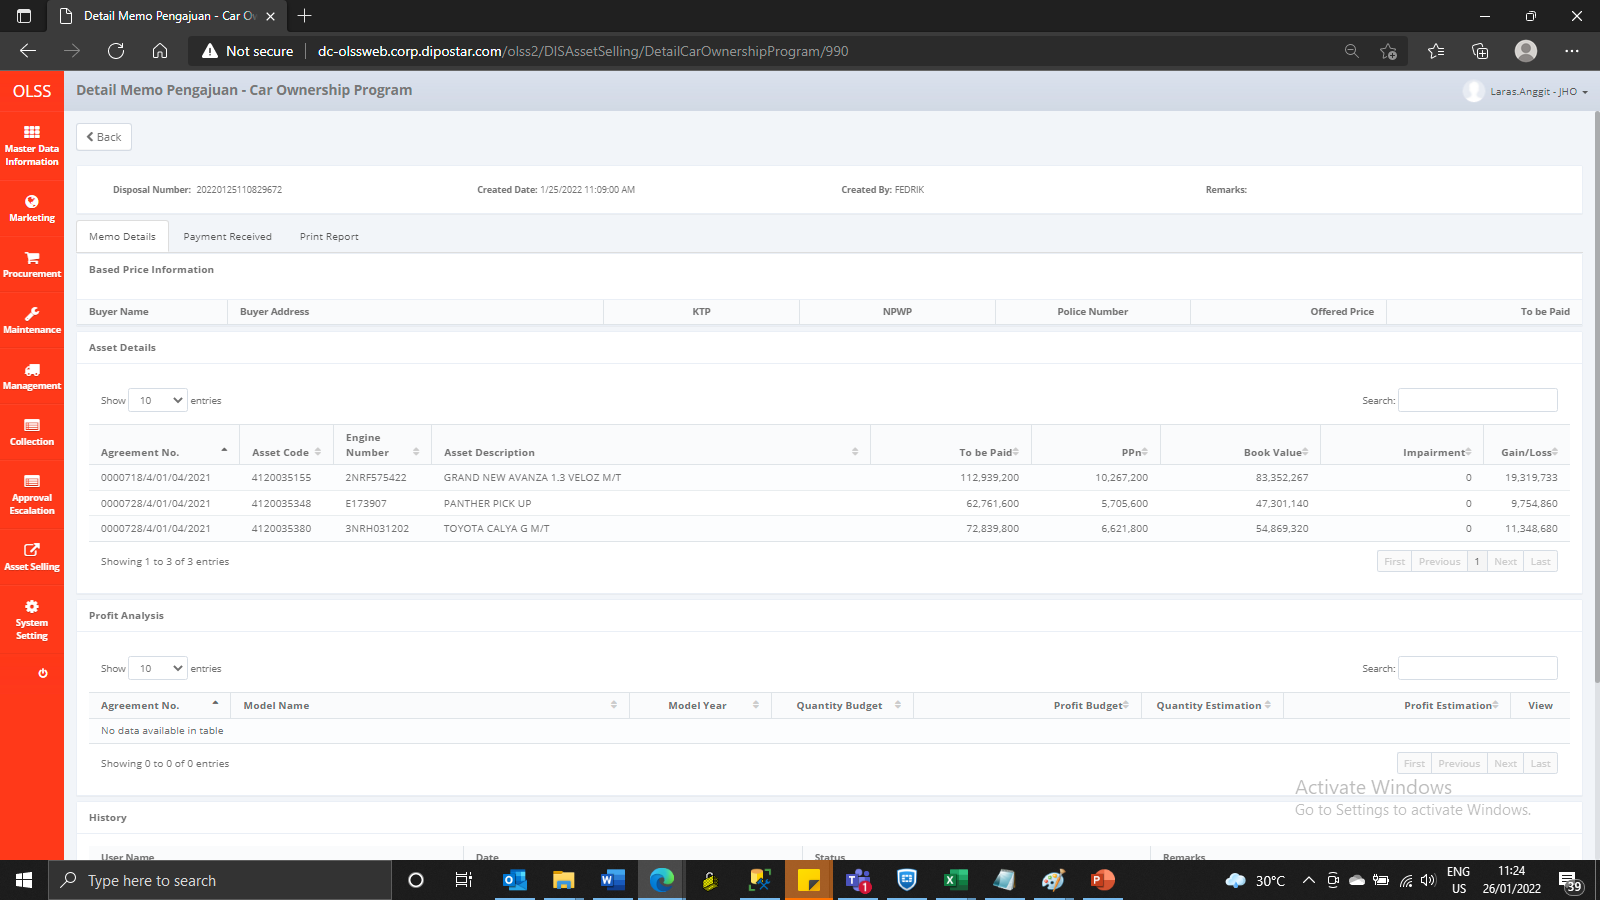 Detail Memo Pengajuan - Car Ow
Not secure dc-olssweb.corp.dipostar.com/olss2/DISAssetSelling/DetailCarOwnershipProgram/990
OLSS
Detail Memo Pengajuan - Car Ownership Program
Laras.Anggit - JHO
Master Data
Information
Marketing
Procurement
Maintenance
Management
Collection
Approval
Escalation
Asset Selling
System
Setting
Back
Disposal Number: 20220125110829672 Created Date: 1/25/2022 11:09:00 AM Created By: FEDRIK Remarks:
Memo Details Payment Received Print Report
Based Price Information
Buyer Name Buyer Address KTP NPWP Police Number Offered Price To be Paid
Asset Details
Show 10 entries Search:
Agreement No. Asset Code Engine Number Asset Description To be Paid PPn Book Value Impairment Gain/Loss
0000718/4/01/04/2021 4120035155 2NRF575422 GRAND NEW AVANZA 1.3 VELOZ M/T 112,939,200 10,267,200 83,352,267 0 19,319,733
0000728/4/01/04/2021 4120035348 E173907 PANTHER PICK UP 62,761,600 5,705,600 47,301,140 0 9,754,860
0000728/4/01/04/2021 4120035380 3NRH031202 TOYOTA CALYA G M/T 72,839,800 6,621,800 54,869,320 0 11,348,680
Showing 1 to 3 of 3 entries First Previous 1 Next Last
Profit Analysis
Show 10 entries Search:
Agreement No. Model Name Model Year Quantity Budget Profit Budget Quantity Estimation Profit Estimation View
No data available in table
Showing 0 to 0 of 0 entries First Previous Next Last
Activate Windows
Go to Settings to activate Windows.
History
User Name Date Status Remarks
Type here to search
1
30°C
ENG
US
11:24
26/01/2022
39